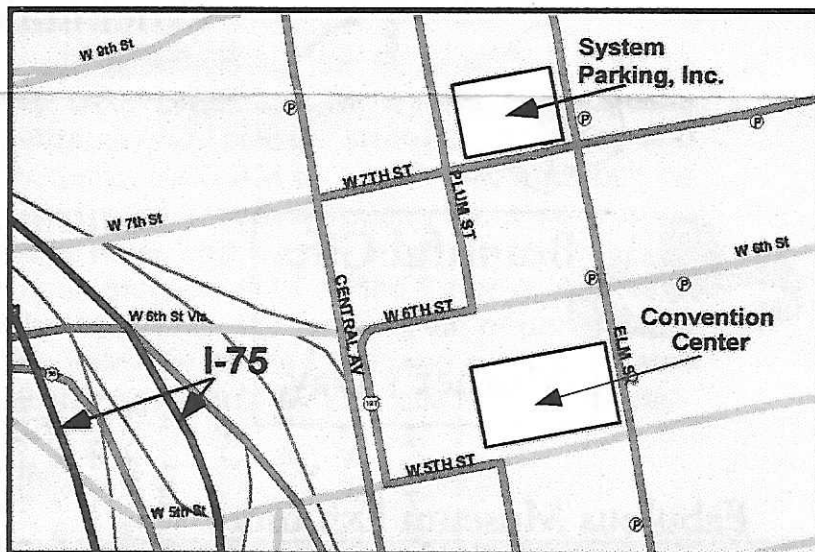 W 9th St
System
Parking, Inc.
P
P
P
W 7TH ST
PLUM ST
W 7th St
W 6th St
P
P
CENTRAL AV
W 6th St Via
W 6TH ST
ELM ST
Convention
Center
I-75
W 5TH ST
W 5th St
P